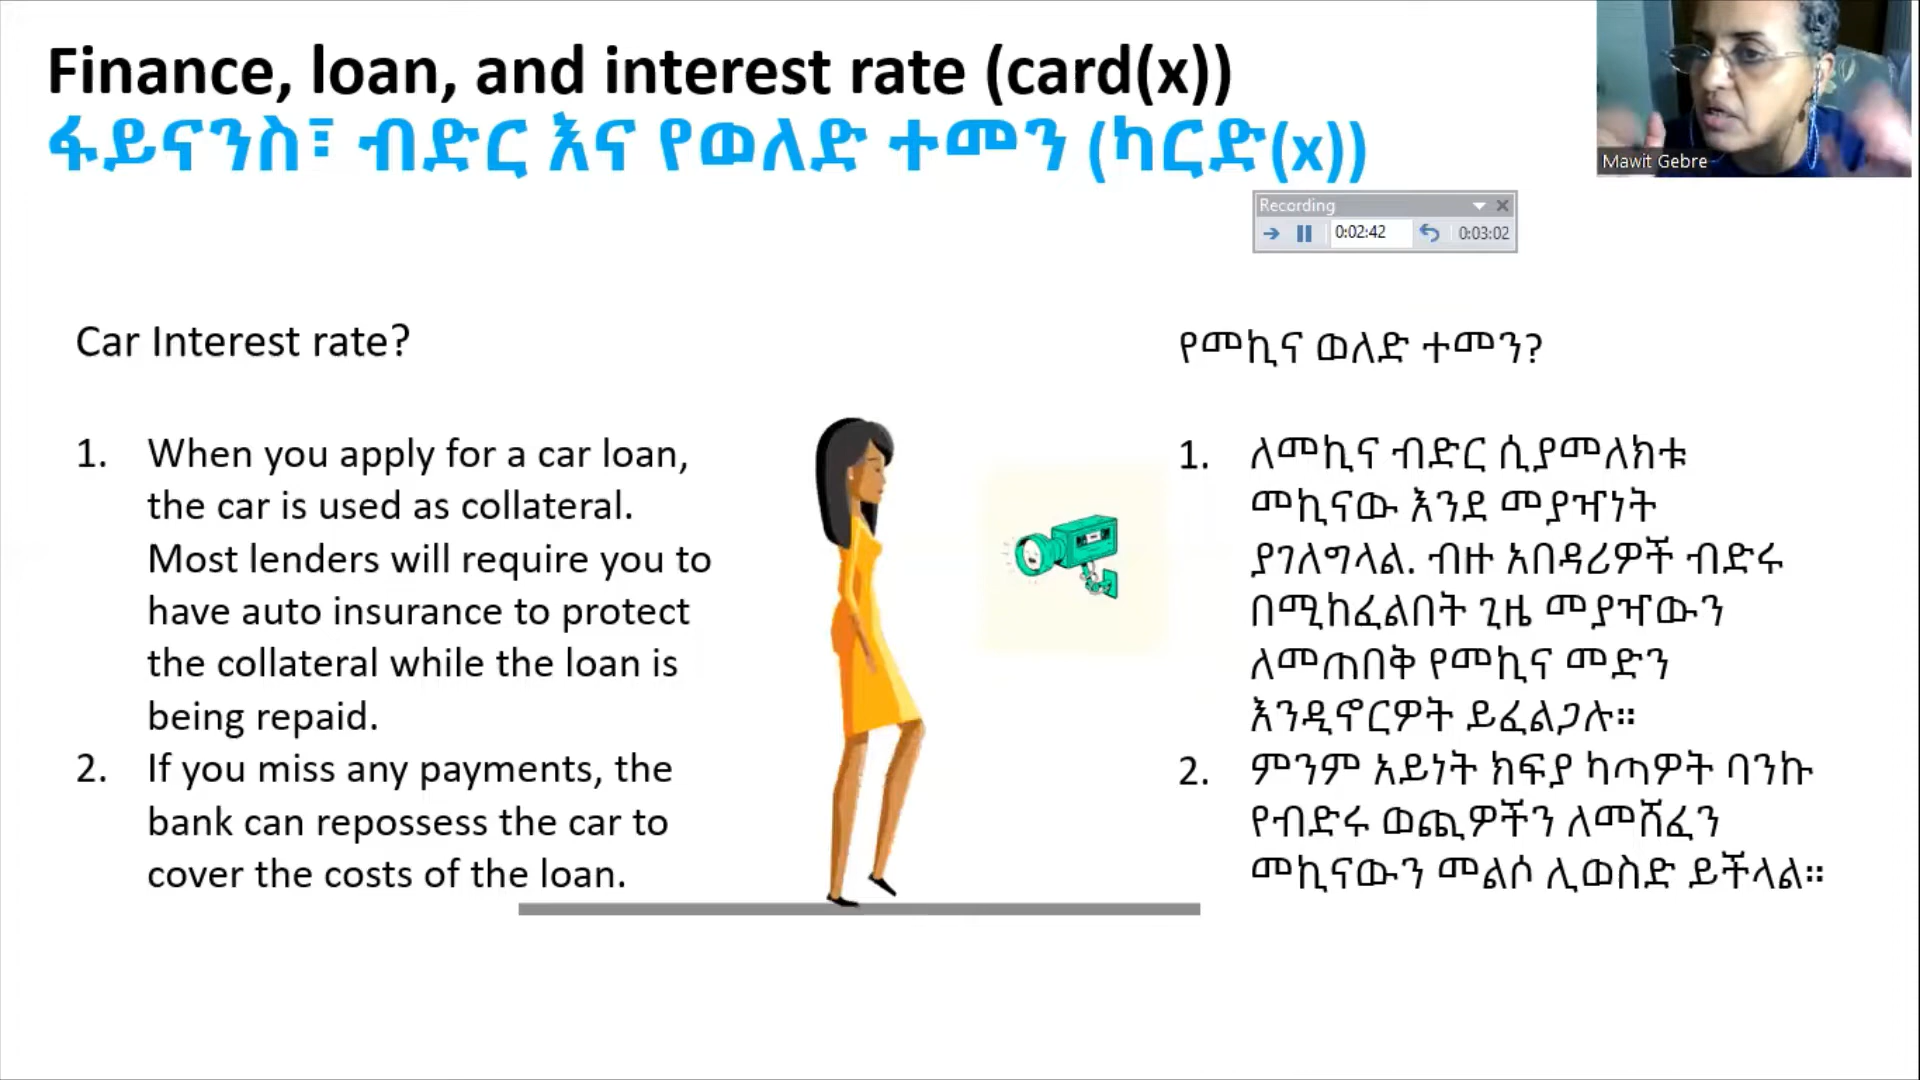 Finance, loan, and interest rate (card(x))
ፋይናንስ፣ ብድር እና የወለድ ተመን (ካርድ(x))
Mawit Gebre
Recording
0:02:42
0:03:02
Car Interest rate?
1. When you apply for a car loan,
the car is used as collateral.
Most lenders will require you to
have auto insurance to protect
the collateral while the loan is
being repaid.
2. If you miss any payments, the
bank can repossess the car to
cover the costs of the loan.
የመኪና ወለድ ተመን?
1. ለመኪና ብድር ሲያመለክቱ
መኪናው እንደ መያዣነት
ያገለግላል. ብዙ አበዳሪዎች ብድሩ
በሚከፈልበት ጊዜ መያዣውን
ለመጠበቅ የመኪና መድን
እንዲኖርዎት ይፈልጋሉ።
2. ምንም አይነት ክፍያ ካጣዎት ባንኩ
የብድሩ ወጪዎችን ለመሸፈን
መኪናውን መልሶ ሊወስድ ይችላል።